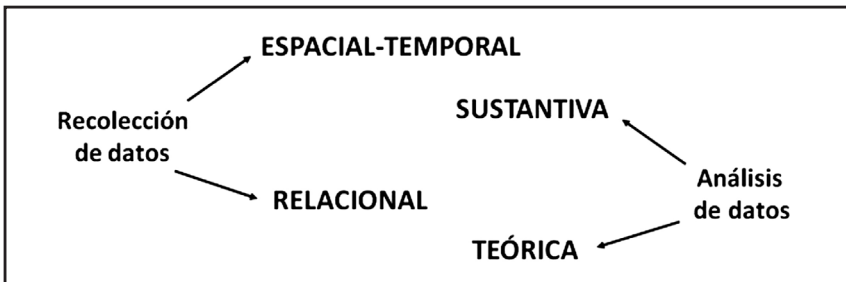 ESPACIAL-TEMPORAL
Recolección
de datos
RELACIONAL
SUSTANTIVA
Análisis
de datos
TEÓRICA